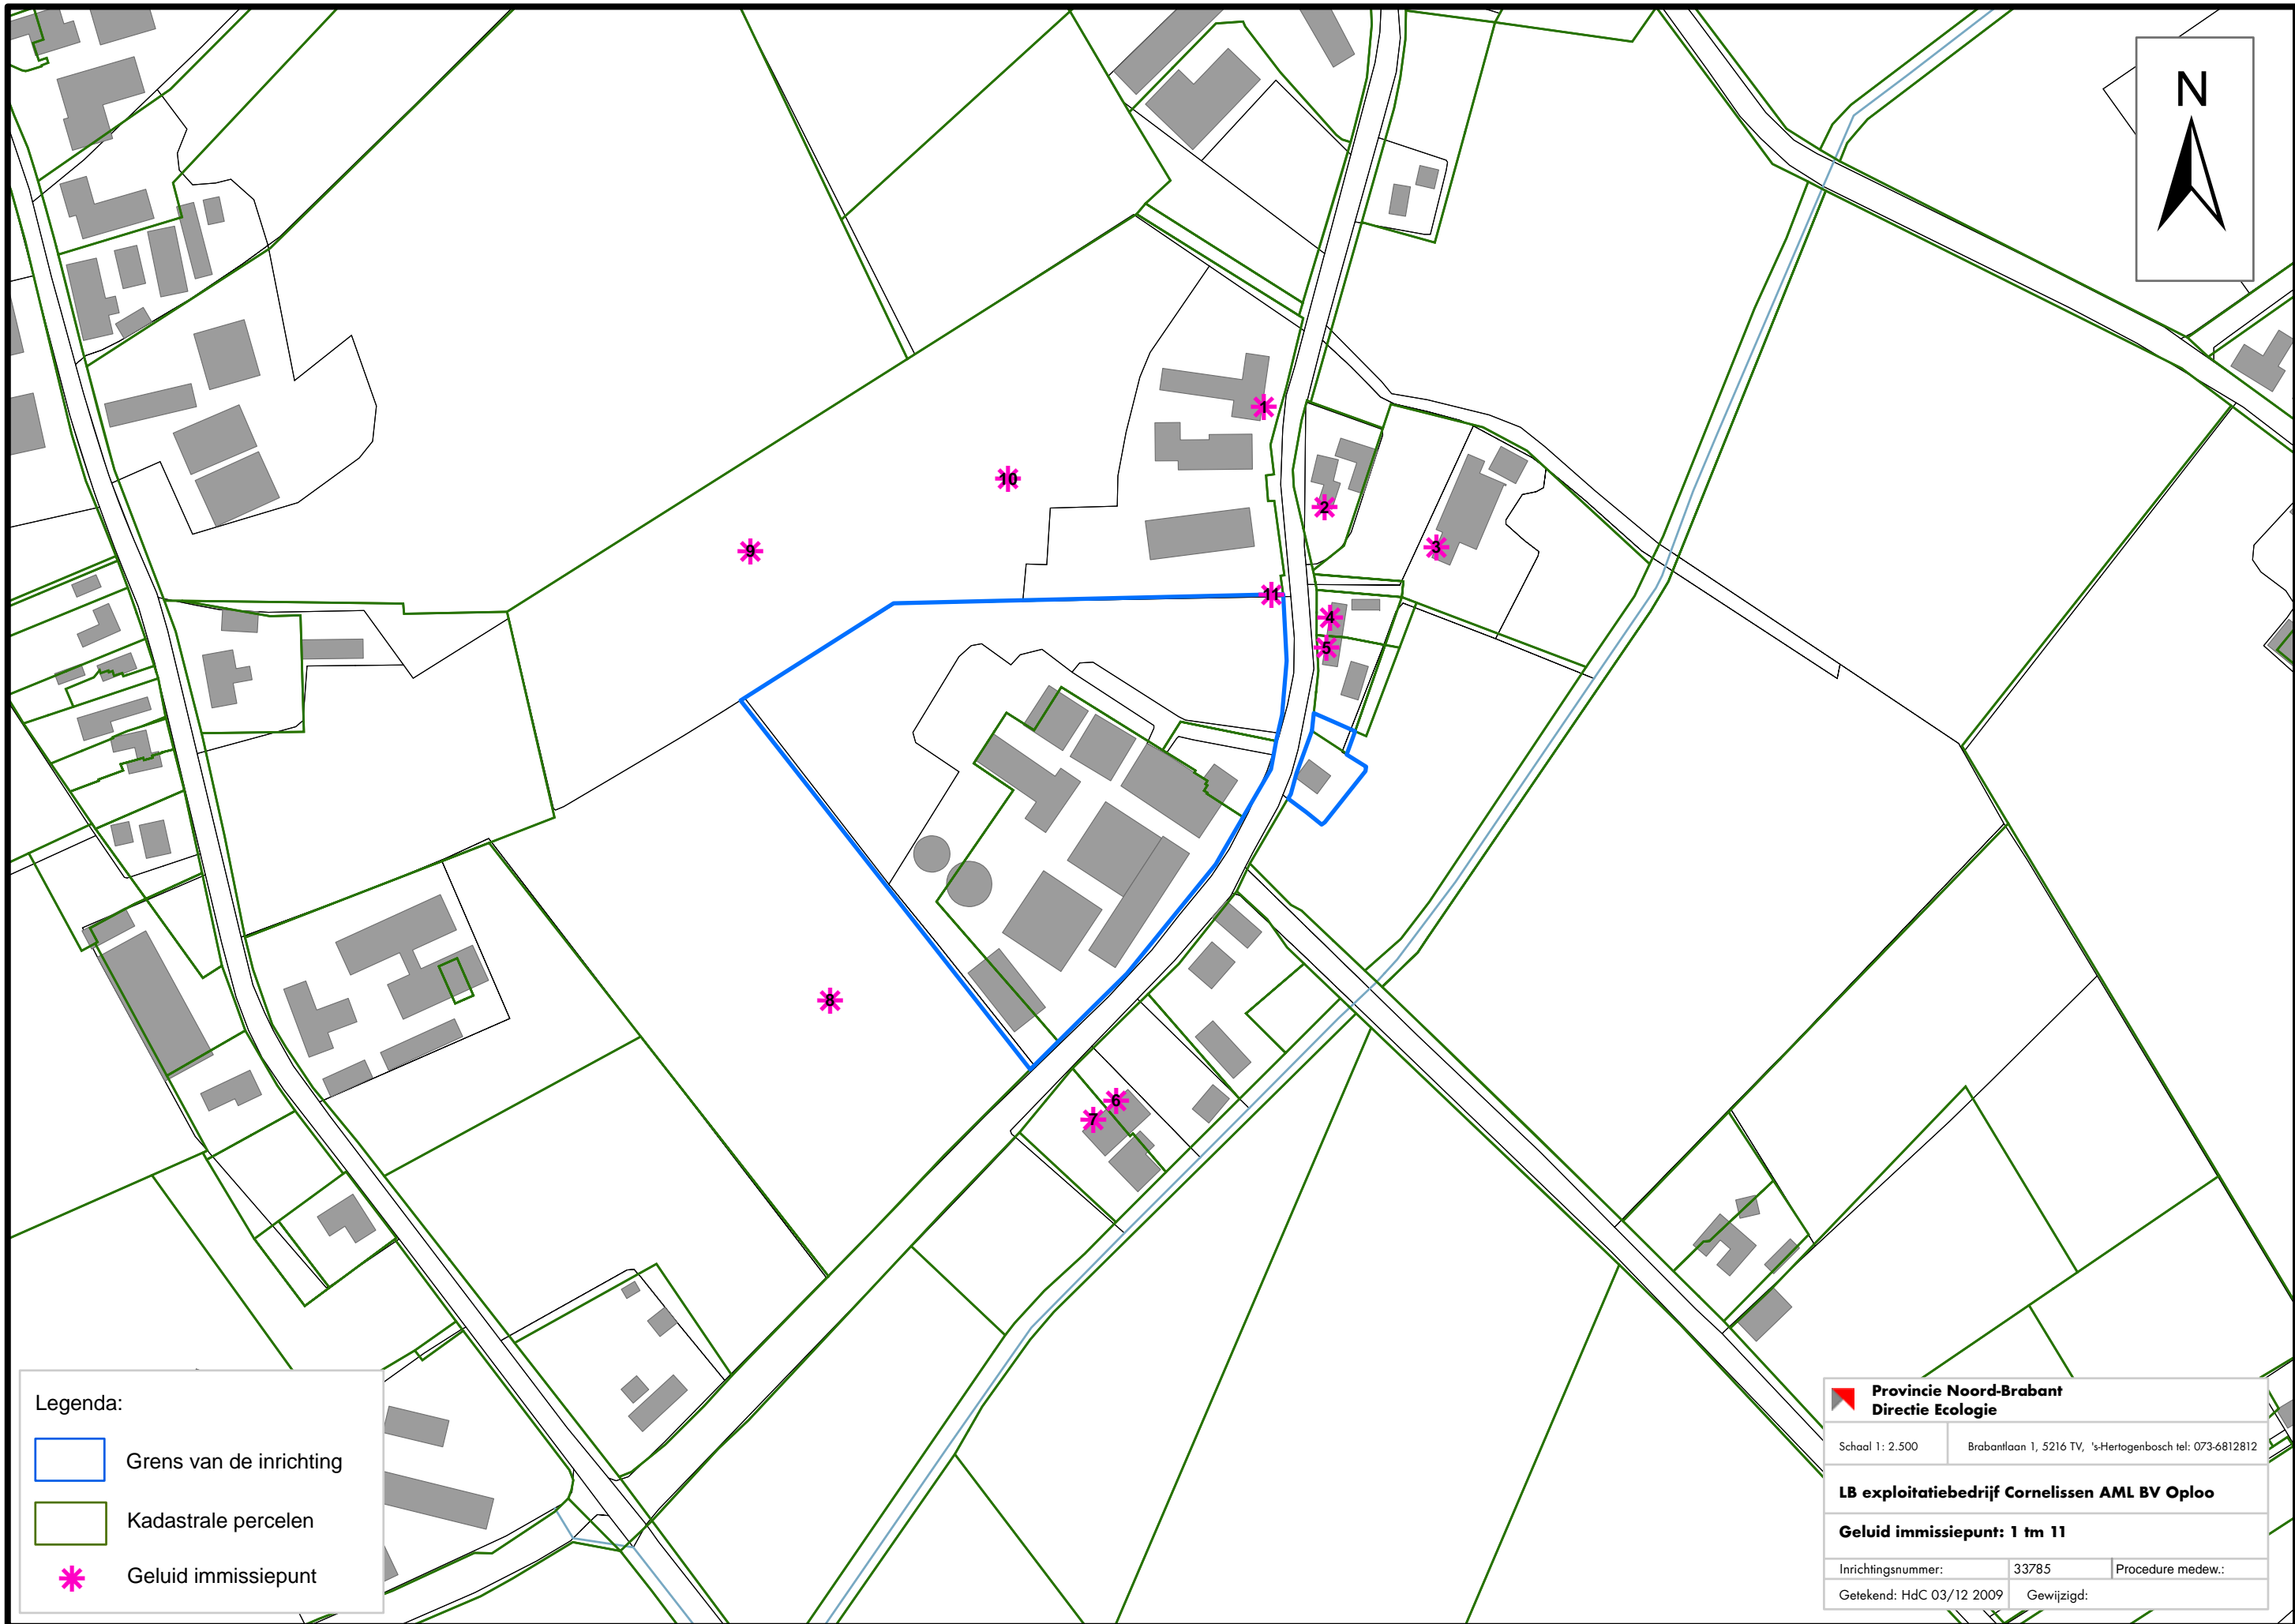 N
1
10
2
9
3
11
4
5
8
6
7
Legenda:
Grens van de inrichting
Kadastrale percelen
Geluid immissiepunt
Provincie Noord-Brabant
Directie Ecologie
Schaal 1: 2.500 Brabantlaan 1, 5216 TV, 's-Hertogenbosch tel: 073-6812812
LB exploitatiebedrijf Cornelissen AML BV Oploo
Geluid immissiepunt: 1 tm 11
Inrichtingsnummer: 33785 Procedure medew.:
Getekend: HdC 03/12 2009 Gewijzigd: